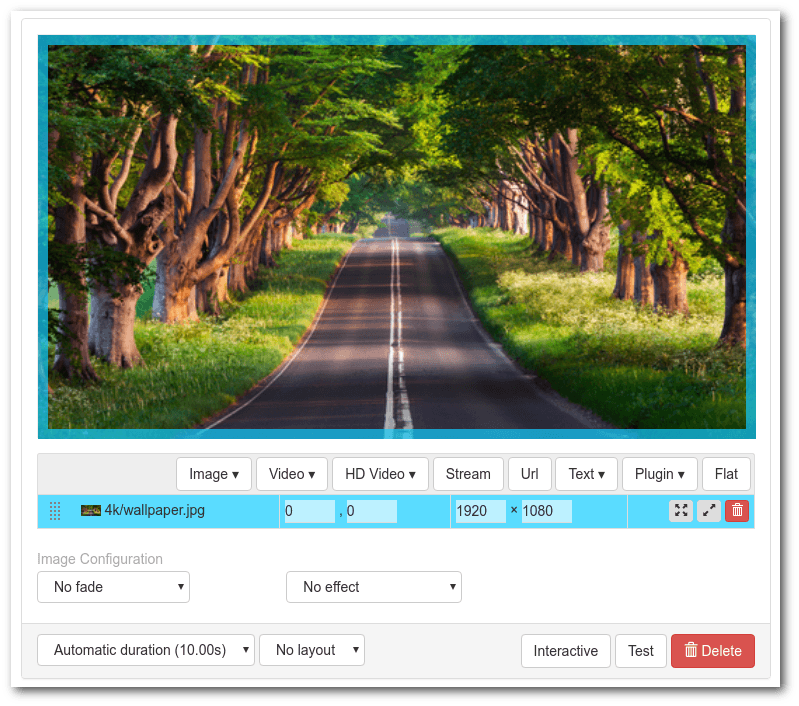 Image ▾ Video ▾ HD Video ▾ Stream Url Text ▾ Plugin ▾ Flat
4k/wallpaper.jpg 0 , 0 1920 × 1080
Image Configuration
No fade ▾ No effect ▾
Automatic duration (10.00s) ▾ No layout ▾ Interactive Test Delete